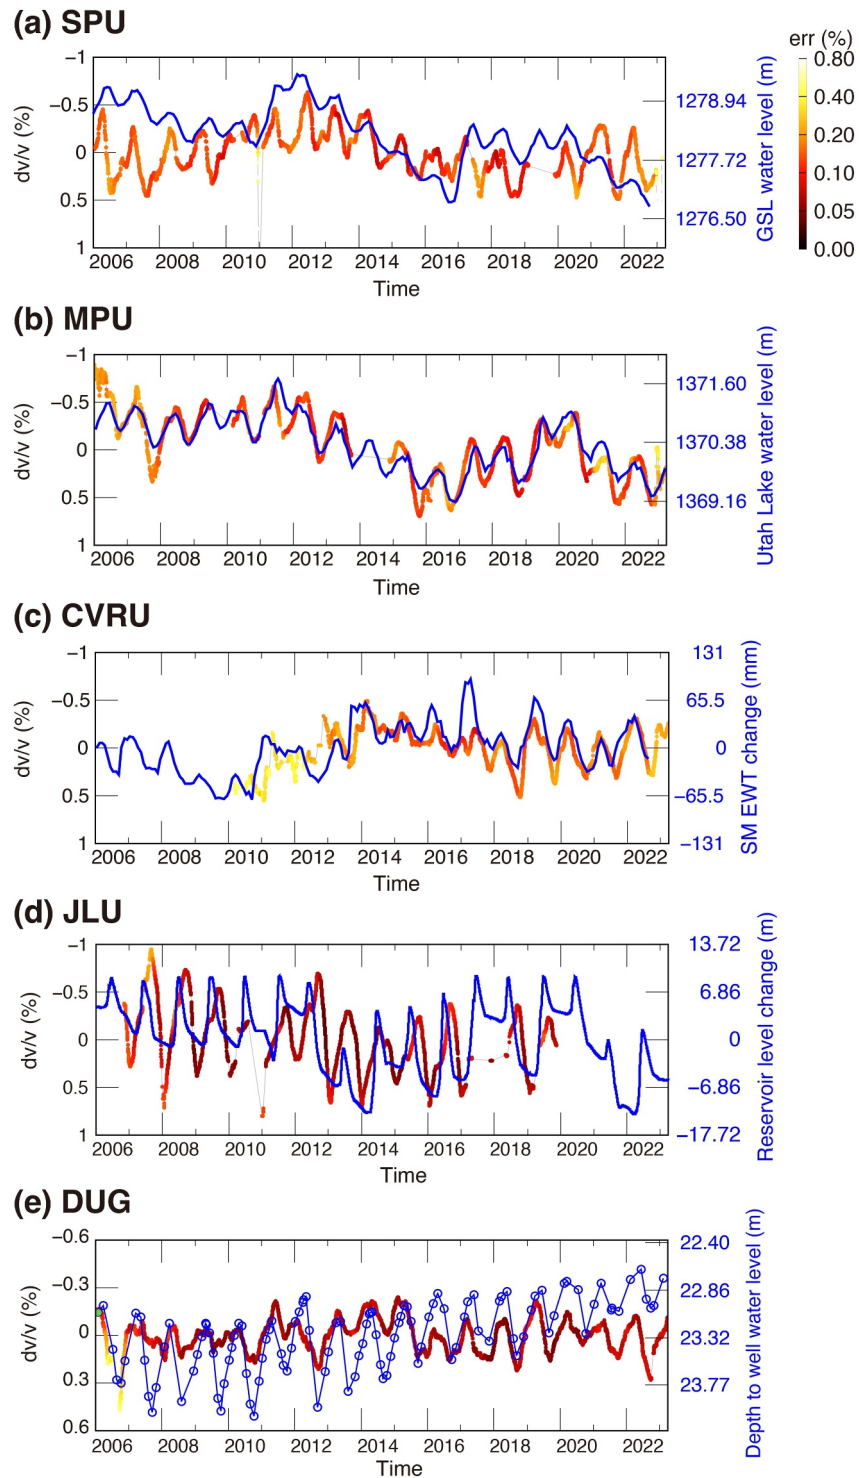 (a) SPU
err (%)
−1
−0.5
0
0.5
1
dv/v (%)
1278.94
1277.72
1276.50
GSL water level (m)
0.80
0.40
0.20
0.10
0.05
0.00
2006 2008 2010 2012 2014 2016 2018 2020 2022
Time
(b) MPU
−1
−0.5
0
0.5
1
dv/v (%)
1371.60
1370.38
1369.16
Utah Lake water level (m)
2006 2008 2010 2012 2014 2016 2018 2020 2022
Time
(c) CVRU
−1
−0.5
0
0.5
1
dv/v (%)
131
65.5
0
−65.5
−131
SM EWT change (mm)
2006 2008 2010 2012 2014 2016 2018 2020 2022
Time
(d) JLU
−1
−0.5
0
0.5
1
dv/v (%)
13.72
6.86
0
−6.86
−17.72
Reservoir level change (m)
2006 2008 2010 2012 2014 2016 2018 2020 2022
Time
(e) DUG
−0.6
−0.3
0
0.3
0.6
dv/v (%)
22.40
22.86
23.32
23.77
Depth to well water level (m)
2006 2008 2010 2012 2014 2016 2018 2020 2022
Time